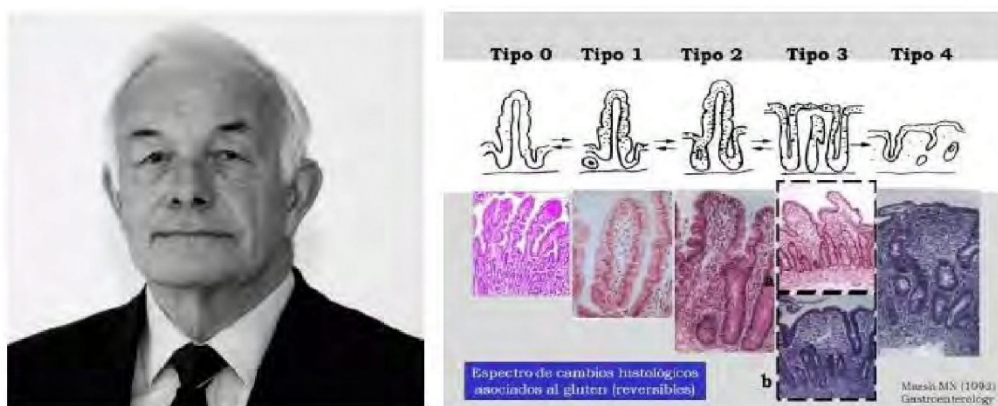 Tipo 0 Tipo 1 Tipo 2 Tipo 3 Tipo 4
a
b
Espectro de cambios histológicos
asociados al gluten (reversibles)
Marsh MN (1992)
Gastroenterology